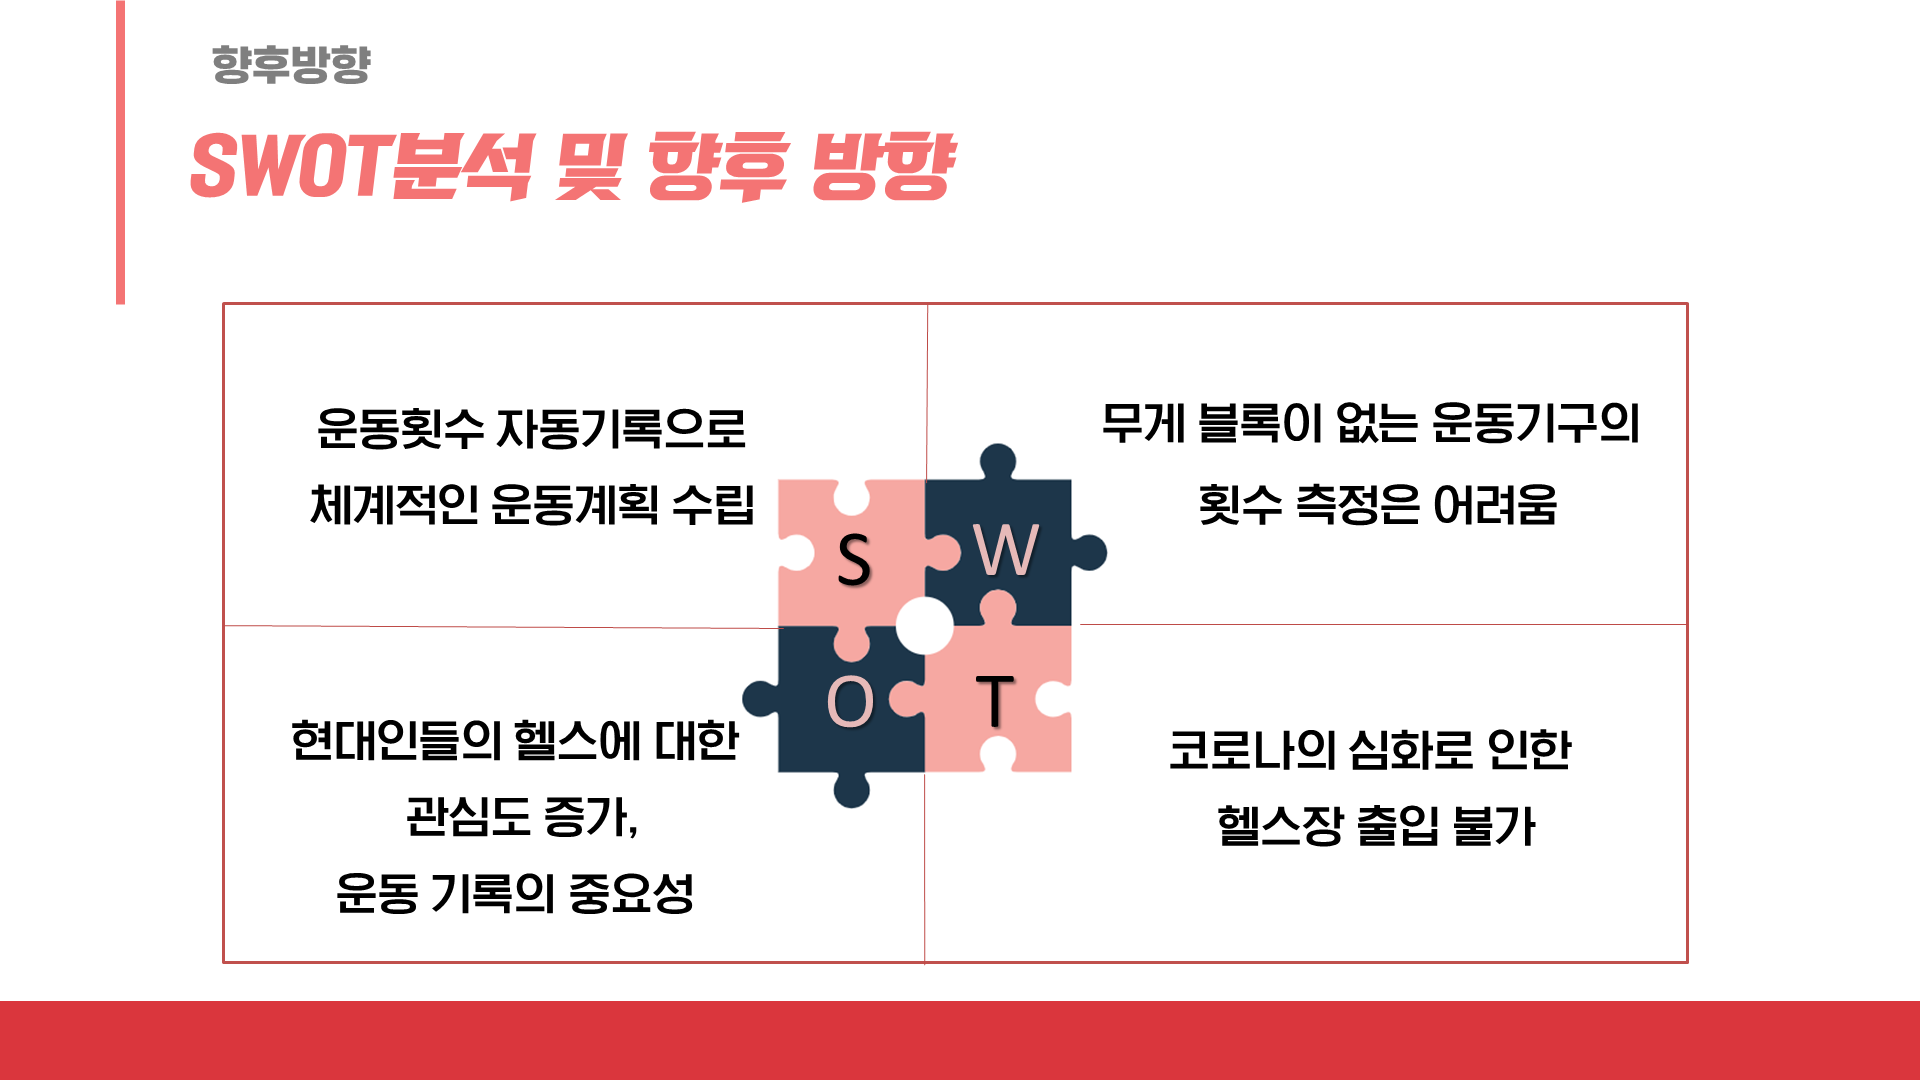 향후방향
SWOT분석 및 향후 방향
운동횟수 자동기록으로
체계적인 운동계획 수립
무게 블록이 없는 운동기구의
횟수 측정은 어려움
S
W
O
T
현대인들의 헬스에 대한
관심도 증가,
운동 기록의 중요성
코로나의 심화로 인한
헬스장 출입 불가